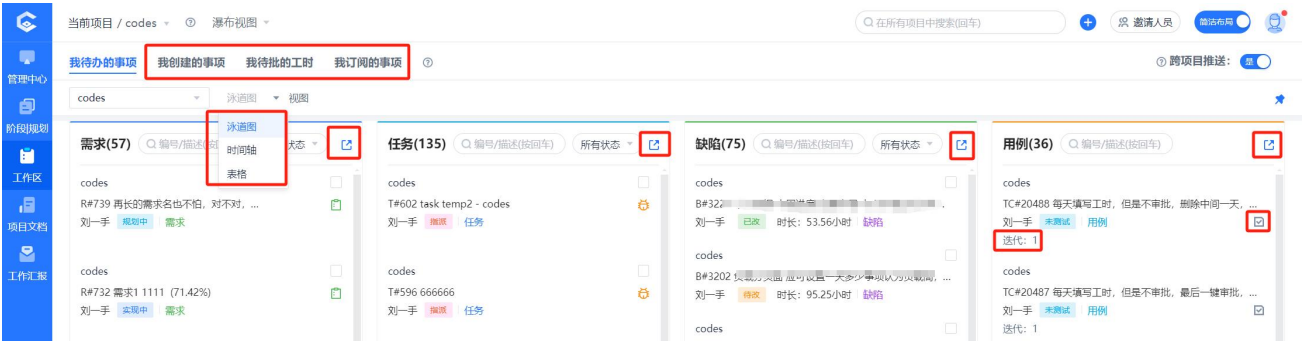 当前项目 / codes 瀑布视图 在所有项目中搜索(回车) 邀请人员 简洁布局
管理中心
阶段|规划
工作区
项目文档
工作汇报
我待办的事项 我创建的事项 我待批的工时 我订阅的事项 跨项目推送: 是
codes 泳道图 视图
泳道图
时间轴
表格
需求(57) 编号/描述(按回 状态
codes
R#739 再长的需求名也不怕,对不对,...
刘一手 规划中 需求
codes
R#732 需求1 1111 (71.42%)
刘一手 实现中 需求
任务(135) 编号/描述(按回车) 所有状态
codes
T#602 task temp2 - codes
刘一手 指派 任务
codes
T#596 666666
刘一手 指派 任务
缺陷(75) 编号/描述(按回车) 所有状态
codes
B#322
刘一手 已改 时长: 53.56小时 缺陷
codes
B#3202
刘一手 待改 时长: 95.25小时 缺陷
codes
用例(36) 编号/描述(按回车)
codes
TC#20488 每天填写工时,但是不审批,删除中间一天,...
刘一手 未测试 用例
迭代: 1
codes
TC#20487 每天填写工时,但是不审批,最后一键审批,...
刘一手 未测试 用例
迭代: 1